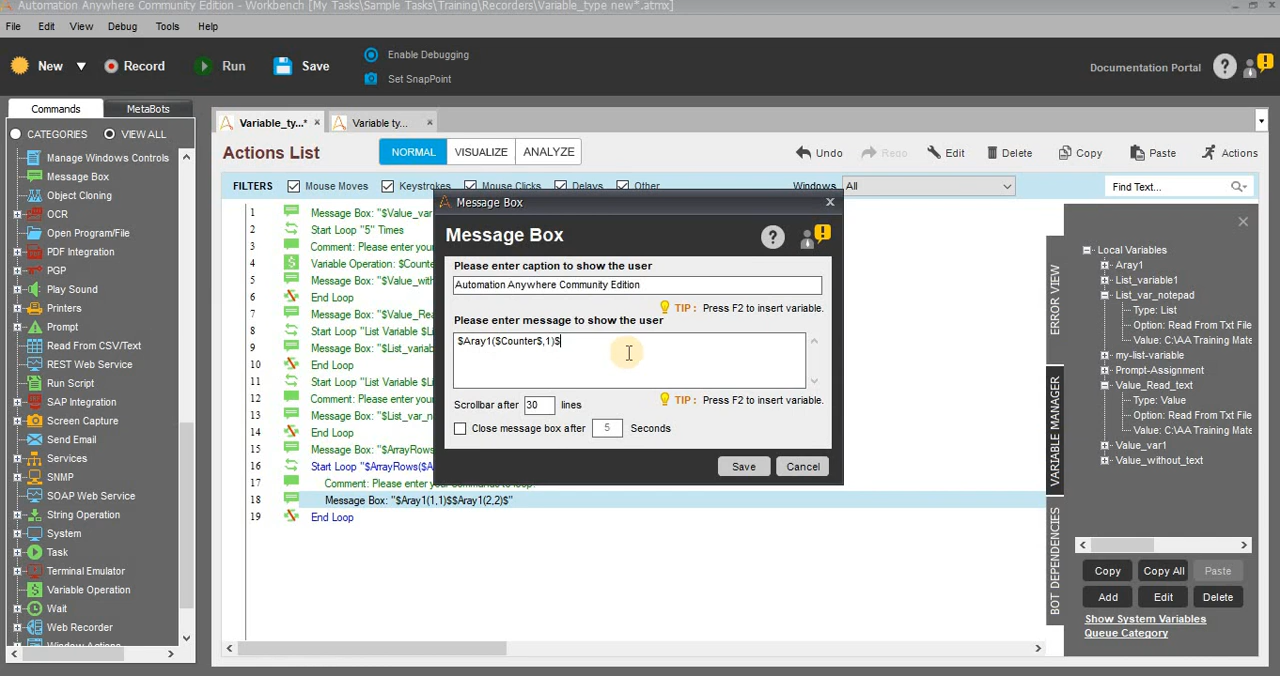 Automation Anywhere Community Edition - Workbench [My Tasks\Sample Tasks\Training\Recorders\Variable_type new*.atmx]
File Edit View Debug Tools Help
New Record Run Save
Enable Debugging
Set SnapPoint
Documentation Portal
Commands MetaBots
CATEGORIES VIEW ALL
Manage Windows Controls
Message Box
Object Cloning
OCR
Open Program/File
PDF Integration
PGP
Play Sound
Printers
Prompt
Read From CSV/Text
REST Web Service
Run Script
SAP Integration
Screen Capture
Send Email
Services
SNMP
SOAP Web Service
String Operation
System
Task
Terminal Emulator
Variable Operation
Wait
Web Recorder
Window Actions
Variable_ty...* Variable ty...
Actions List NORMAL VISUALIZE ANALYZE
Undo Redo Edit Delete Copy Paste Actions
FILTERS Mouse Moves Keystrokes Mouse Clicks Delays Other Windows All Find Text...
1 Message Box: "$Value_var
2 Start Loop "5" Times
3 Comment: Please enter your
4 Variable Operation: $Counte
5 Message Box: "$Value_with
6 End Loop
7 Message Box: "$Value_Rea
8 Start Loop "List Variable $Li
9 Message Box: "$List_variab
10 End Loop
11 Start Loop "List Variable $Li
12 Comment: Please enter your
13 Message Box: "$List_var_no
14 End Loop
15 Message Box: "$ArrayRows
16 Start Loop "$ArrayRows($A
17 Comment: Please enter your Commands to loop.
18 Message Box: "$Aray1(1,1)$$Aray1(2,2)$"
19 End Loop
Message Box
Message Box
Please enter caption to show the user
Automation Anywhere Community Edition
TIP : Press F2 to insert variable.
Please enter message to show the user
$Aray1($Counter$,1)$
Scrollbar after 30 lines
TIP : Press F2 to insert variable.
Close message box after 5 Seconds
Save Cancel
ERROR VIEW
VARIABLE MANAGER
BOT DEPENDENCIES
Local Variables
Aray1
List_variable1
List_var_notepad
Type: List
Option: Read From Txt File
Value: C:\AA Training Mate
my-list-variable
Prompt-Assignment
Value_Read_text
Type: Value
Option: Read From Txt File
Value: C:\AA Training Mate
Value_var1
Value_without_text
Copy Copy All Paste
Add Edit Delete
Show System Variables
Queue Category